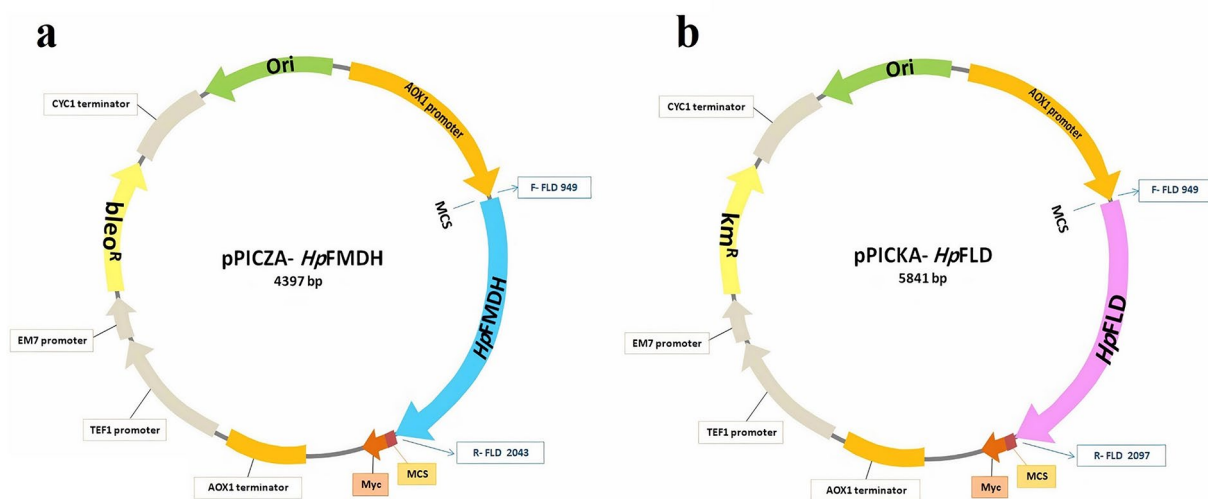 a
Ori
AOX1 promoter
CYC1 terminator
F- FLD 949
MCS
bleoR
pPICZA- HpFMDH
4397 bp
HpFMDH
EM7 promoter
TEF1 promoter
R- FLD 2043
MCS
Myc
AOX1 terminator
b
Ori
AOX1 promoter
CYC1 terminator
F- FLD 949
MCS
kmR
pPICKA- HpFLD
5841 bp
HpFLD
EM7 promoter
TEF1 promoter
R- FLD 2097
MCS
Myc
AOX1 terminator